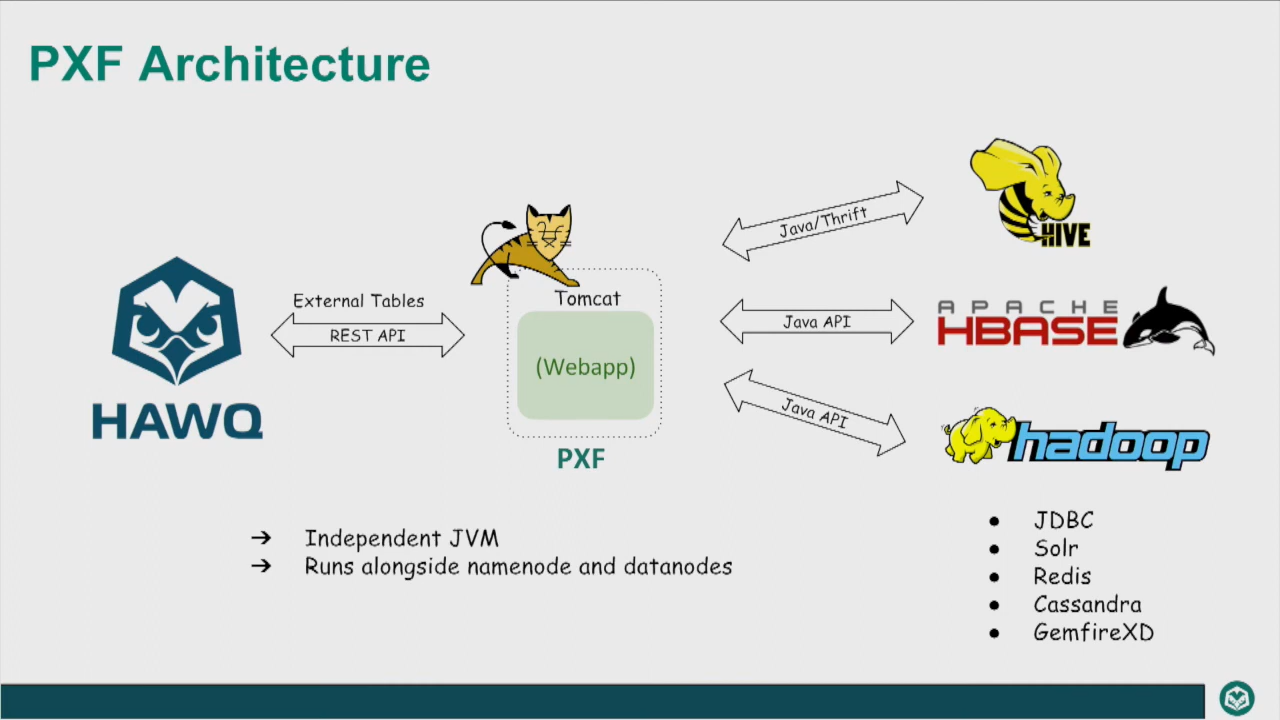 PXF Architecture
HAWQ
External Tables
REST API
Tomcat
(Webapp)
PXF
Java/Thrift
HIVE
Java API
APACHE
HBASE
Java API
hadoop
➔ Independent JVM
➔ Runs alongside namenode and datanodes
● JDBC
● Solr
● Redis
● Cassandra
● GemfireXD